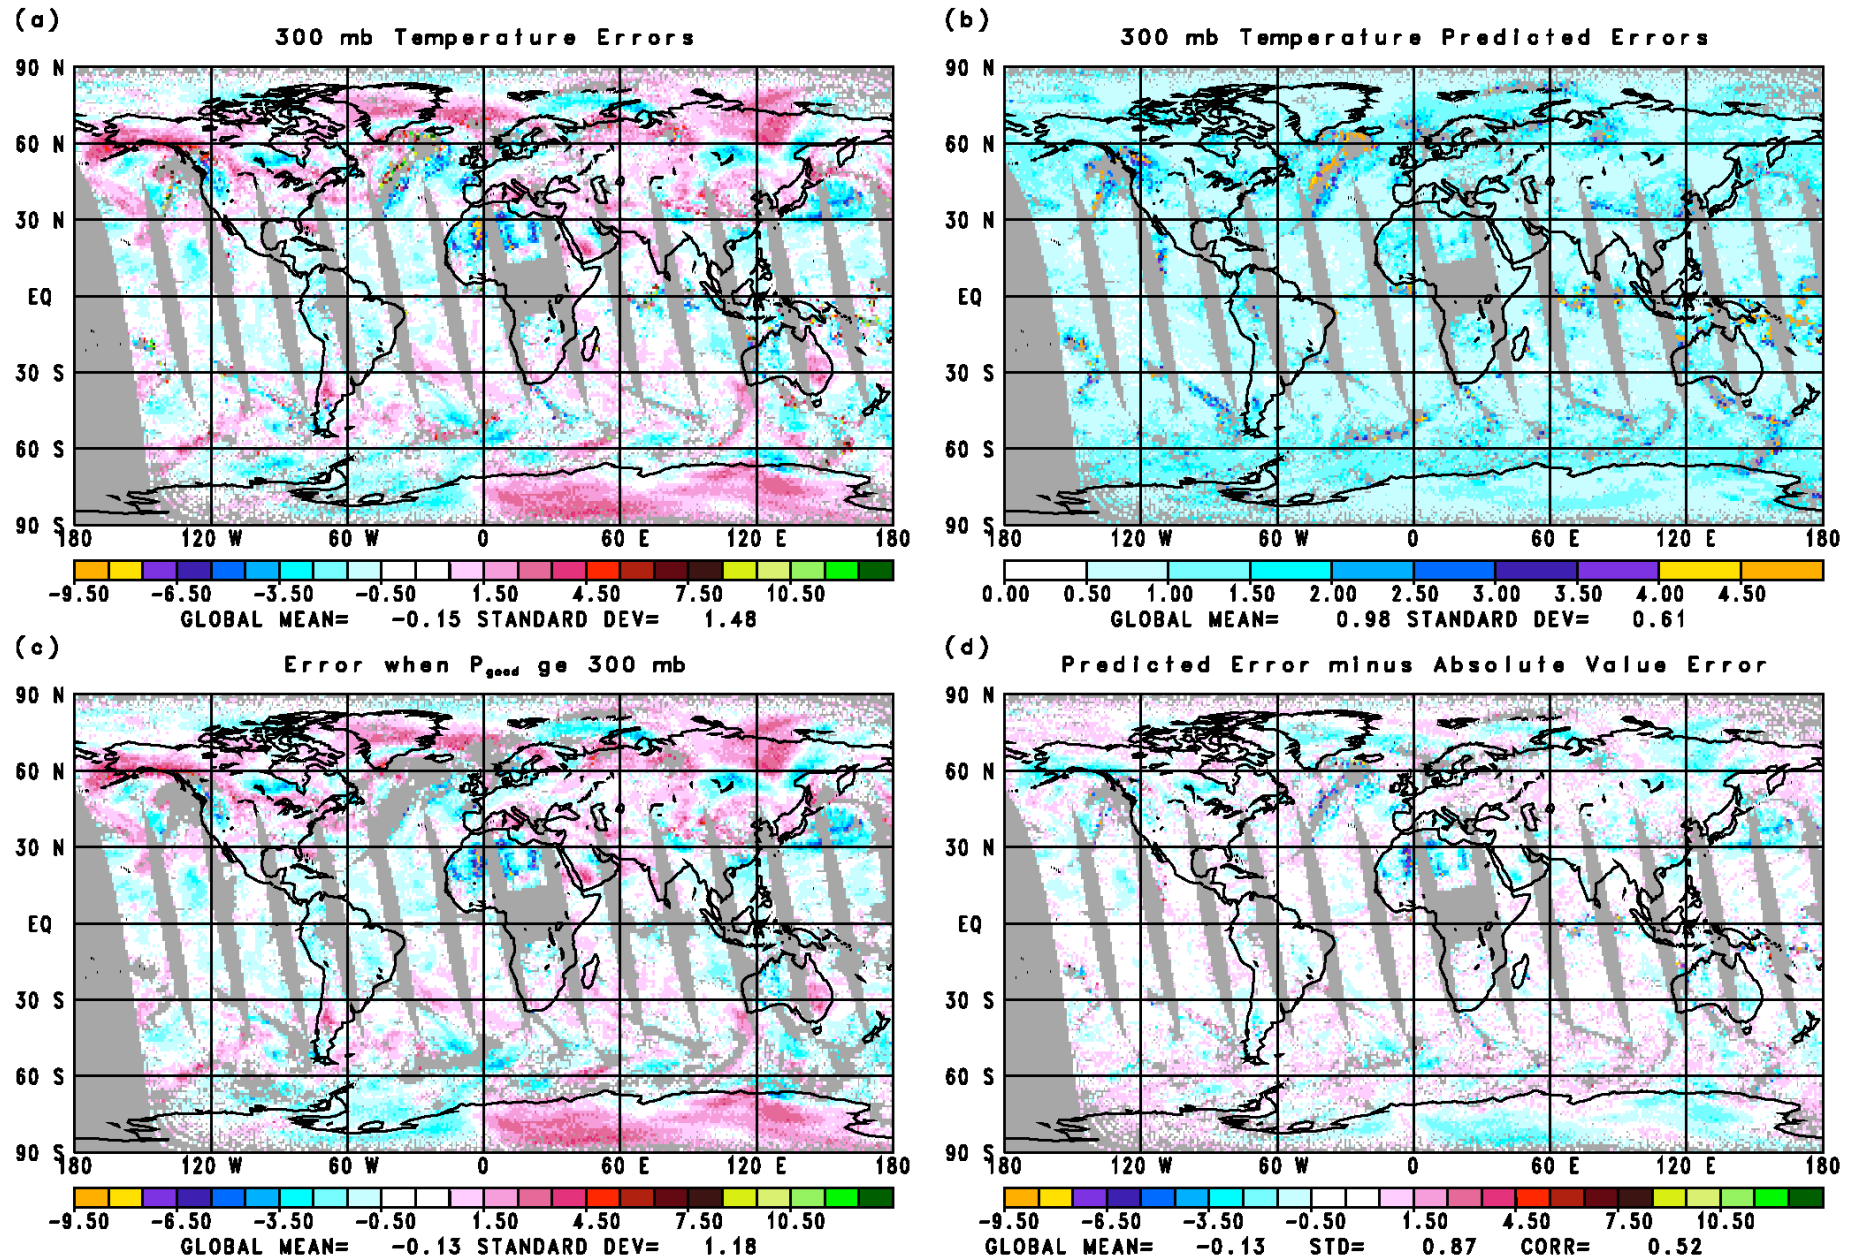 (a)
300 mb Temperature Errors
90 N
60 N
30 N
EQ
30 S
60 S
90 S
180 120 W 60 W 0 60 E 120 E 180
-9.50 -6.50 -3.50 -0.50 1.50 4.50 7.50 10.50
GLOBAL MEAN= -0.15 STANDARD DEV= 1.48
(b)
300 mb Temperature Predicted Errors
90 N
60 N
30 N
EQ
30 S
60 S
90 S
180 120 W 60 W 0 60 E 120 E 180
0.00 0.50 1.00 1.50 2.00 2.50 3.00 3.50 4.00 4.50
GLOBAL MEAN= 0.98 STANDARD DEV= 0.61
(c)
Error when Pgood ge 300 mb
90 N
60 N
30 N
EQ
30 S
60 S
90 S
180 120 W 60 W 0 60 E 120 E 180
-9.50 -6.50 -3.50 -0.50 1.50 4.50 7.50 10.50
GLOBAL MEAN= -0.13 STANDARD DEV= 1.18
(d)
Predicted Error minus Absolute Value Error
90 N
60 N
30 N
EQ
30 S
60 S
90 S
180 120 W 60 W 0 60 E 120 E 180
-9.50 -6.50 -3.50 -0.50 1.50 4.50 7.50 10.50
GLOBAL MEAN= -0.13 STD= 0.87 CORR= 0.52